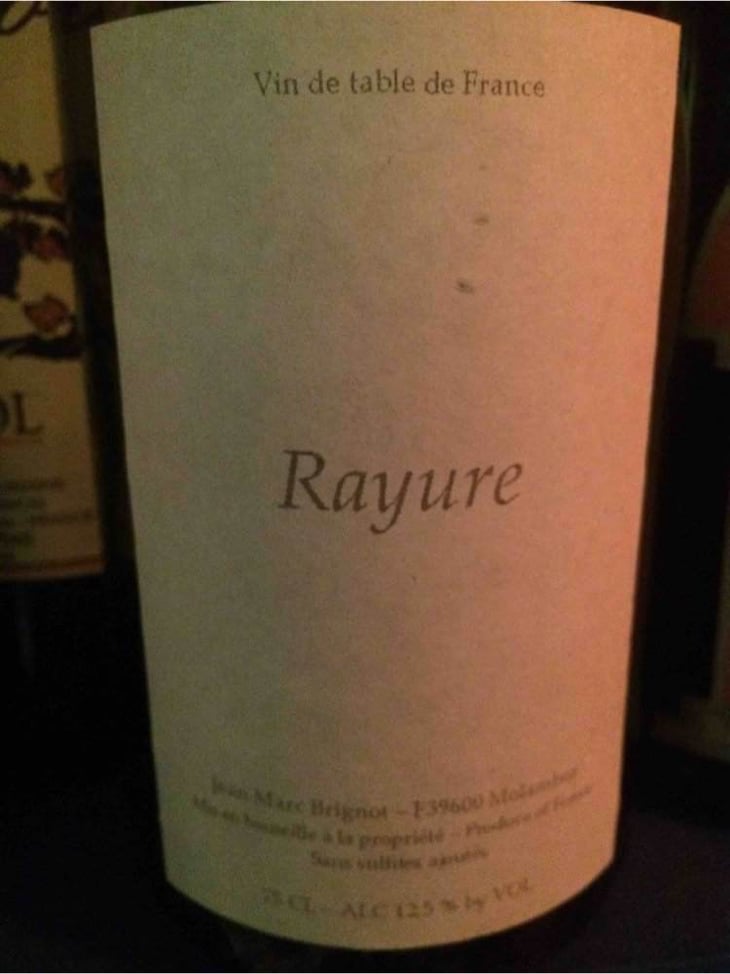 Vin de table de France
Rayure
OL
Jean Marc Brignot – F39600 Molamboz
Mis en bouteille à la propriété – Produce of France
Sans sulfites ajoutés
75 CL – ALC 12.5 % by VOL